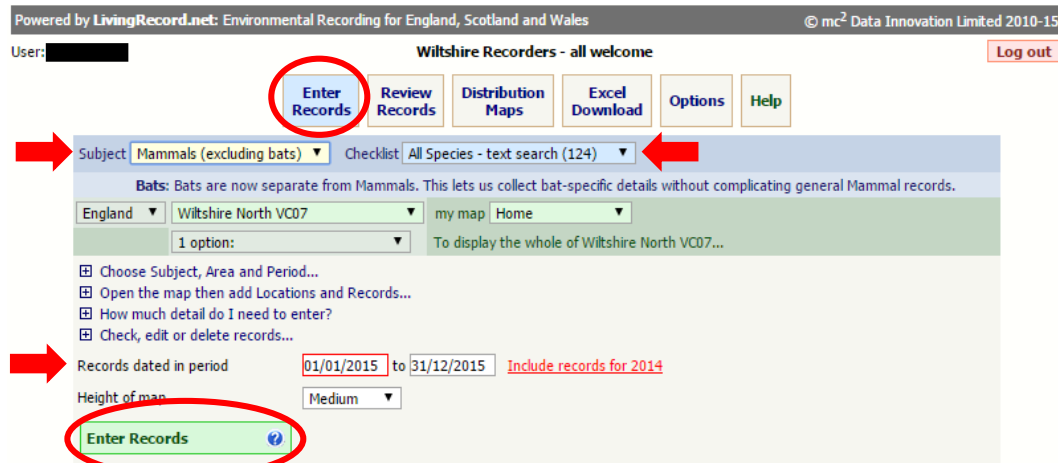 Powered by LivingRecord.net: Environmental Recording for England, Scotland and Wales © mc2 Data Innovation Limited 2010-15
User: Wiltshire Recorders - all welcome Log out
Enter Records Review Records Distribution Maps Excel Download Options Help
Subject Mammals (excluding bats) Checklist All Species - text search (124)
Bats: Bats are now separate from Mammals. This lets us collect bat-specific details without complicating general Mammal records.
England Wiltshire North VC07 my map Home
1 option: To display the whole of Wiltshire North VC07...
Choose Subject, Area and Period...
Open the map then add Locations and Records...
How much detail do I need to enter?
Check, edit or delete records...
Records dated in period 01/01/2015 to 31/12/2015 Include records for 2014
Height of map Medium
Enter Records ?